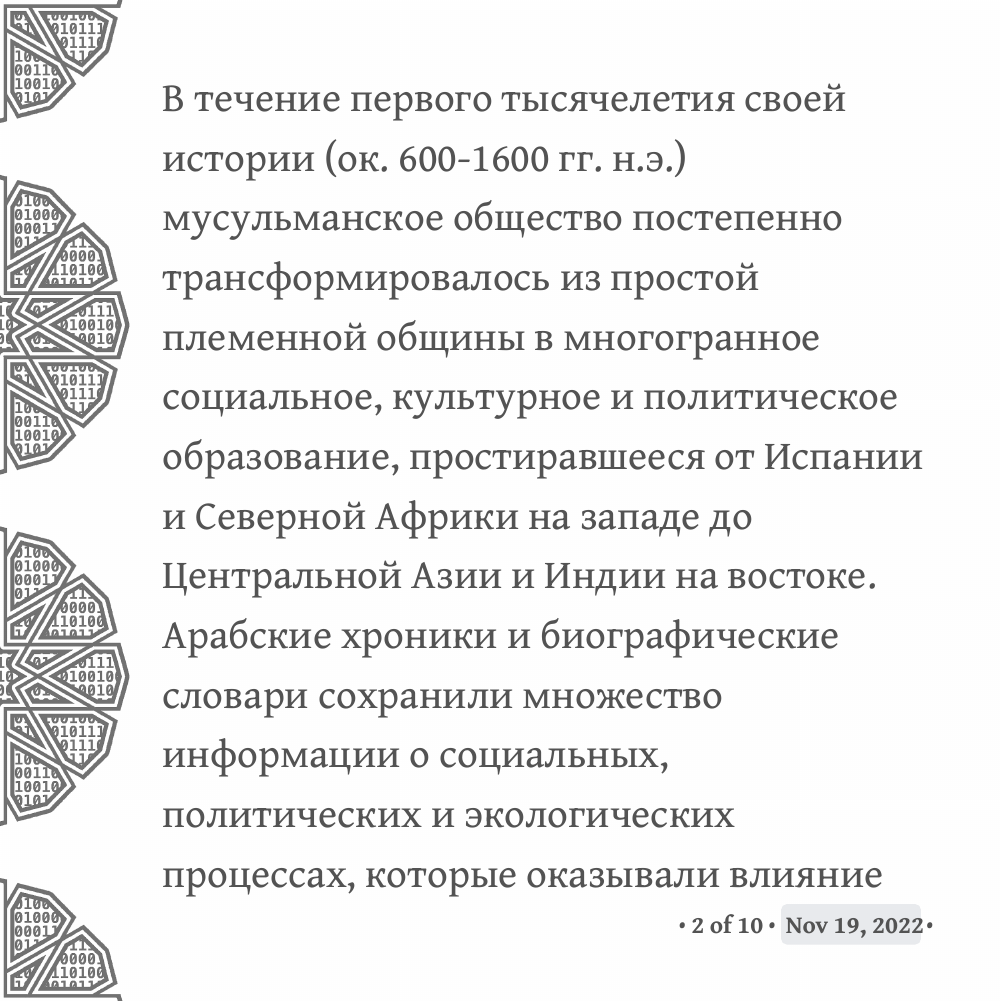 В течение первого тысячелетия своей
истории (ок. 600-1600 гг. н.э.)
мусульманское общество постепенно
трансформировалось из простой
племенной общины в многогранное
социальное, культурное и политическое
образование, простиравшееся от Испании
и Северной Африки на западе до
Центральной Азии и Индии на востоке.
Арабские хроники и биографические
словари сохранили множество
информации о социальных,
политических и экологических
процессах, которые оказывали влияние
• 2 of 10 • Nov 19, 2022•